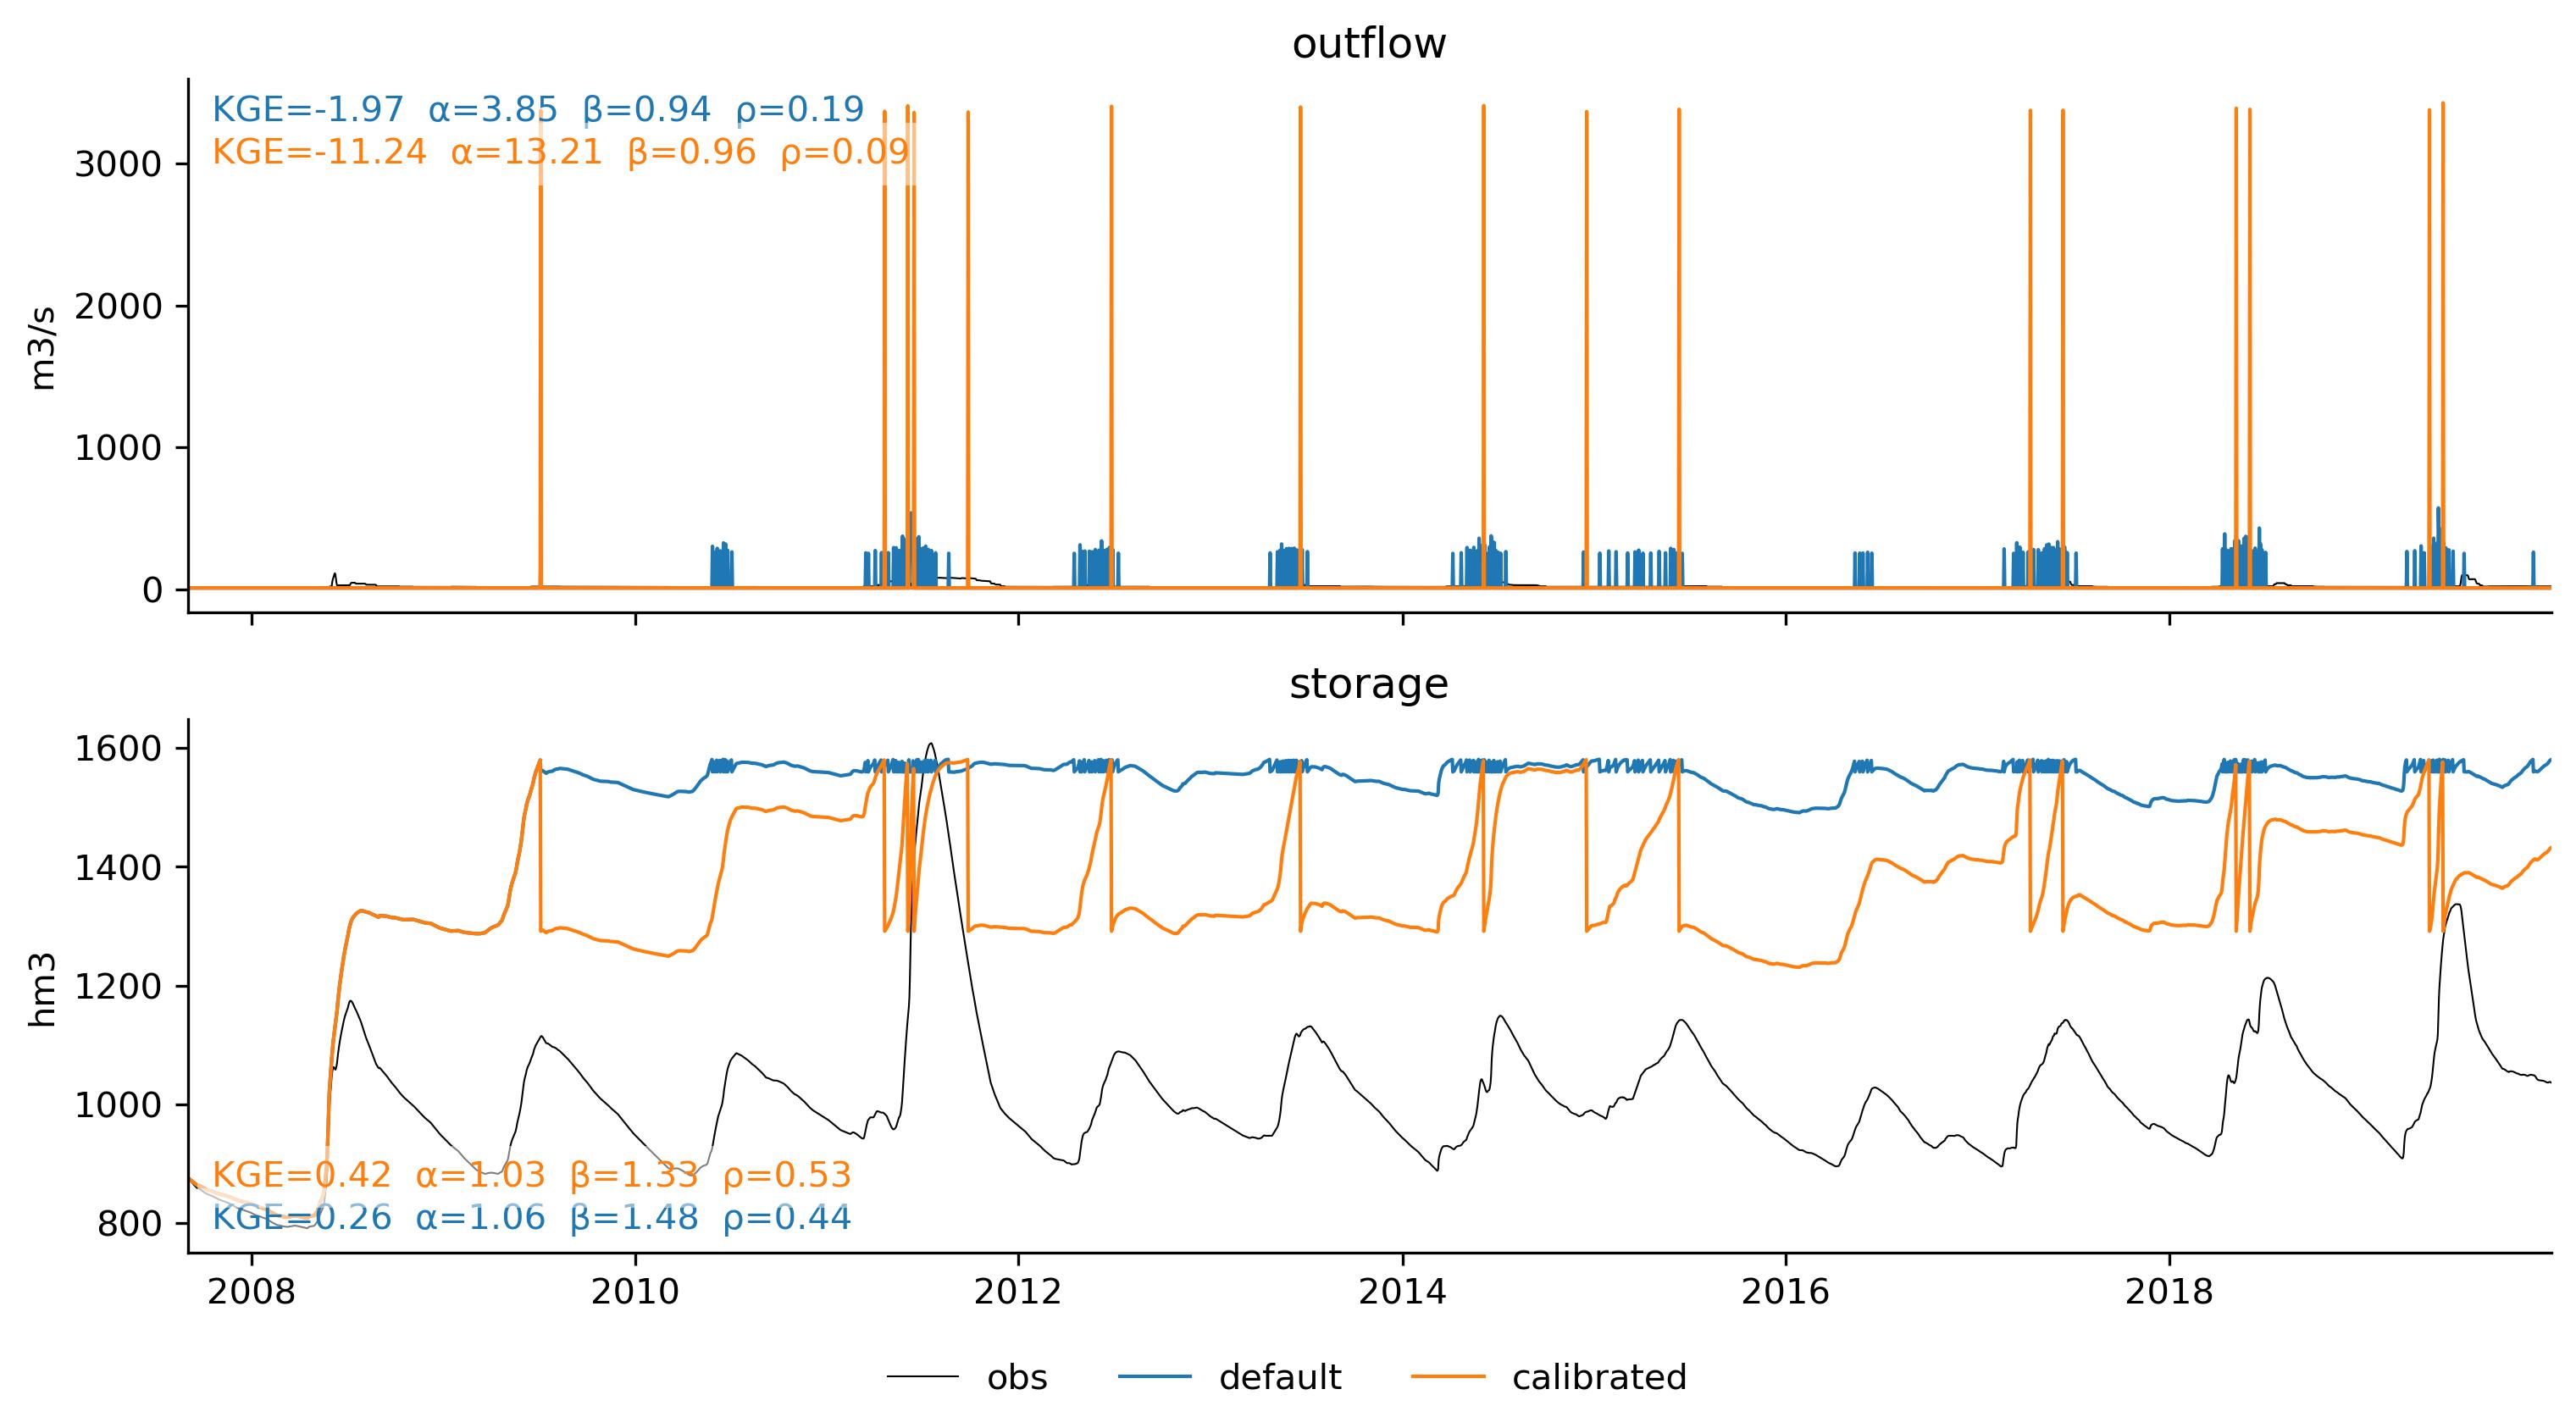 outflow
KGE=-1.97 α=3.85 β=0.94 ρ=0.19
KGE=-11.24 α=13.21 β=0.96 ρ=0.09
3000
2000
1000
0
m3/s
storage
1600
1400
1200
1000
800
hm3
KGE=0.42 α=1.03 β=1.33 ρ=0.53
KGE=0.26 α=1.06 β=1.48 ρ=0.44
2008 2010 2012 2014 2016 2018
obs default calibrated